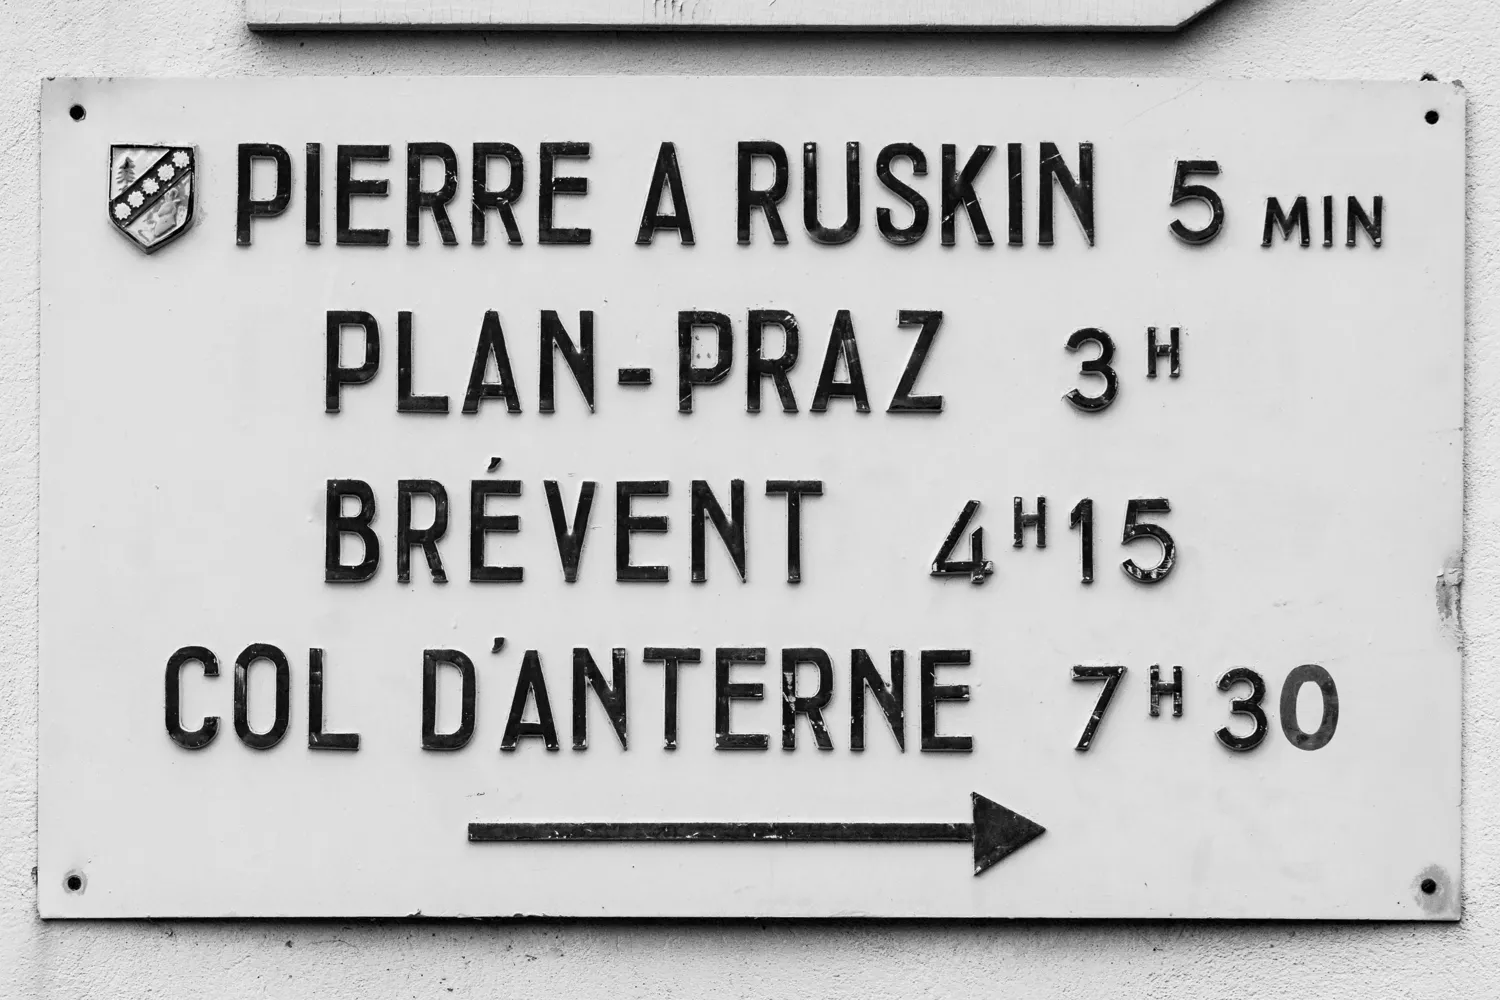 PIERRE A RUSKIN 5 MIN
PLAN-PRAZ 3H
BRÉVENT 4H15
COL D'ANTERNE 7H30